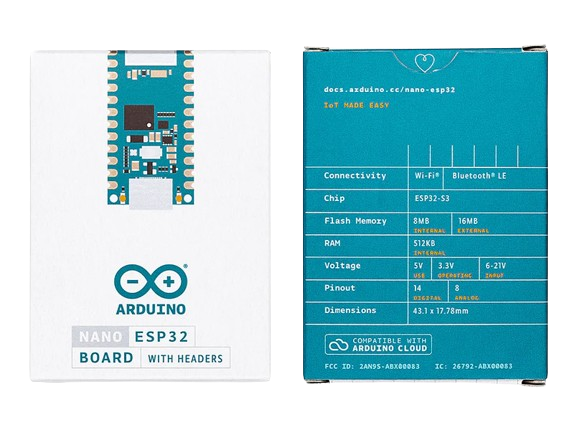 ARDUINO
NANO ESP32
BOARD WITH HEADERS
docs.arduino.cc/nano-esp32
IoT MADE EASY
Connectivity Wi-Fi® Bluetooth® LE
Chip ESP32-S3
Flash Memory 8MB 16MB
INTERNAL EXTERNAL
RAM 512KB
INTERNAL
Voltage 5V 3.3V 6-21V
USB OPERATING INPUT
Pinout 14 8
DIGITAL ANALOG
Dimensions 43.1 x 17.78mm
COMPATIBLE WITH
ARDUINO CLOUD
FCC ID: 2AN9S-ABX00083 IC: 26792-ABX00083